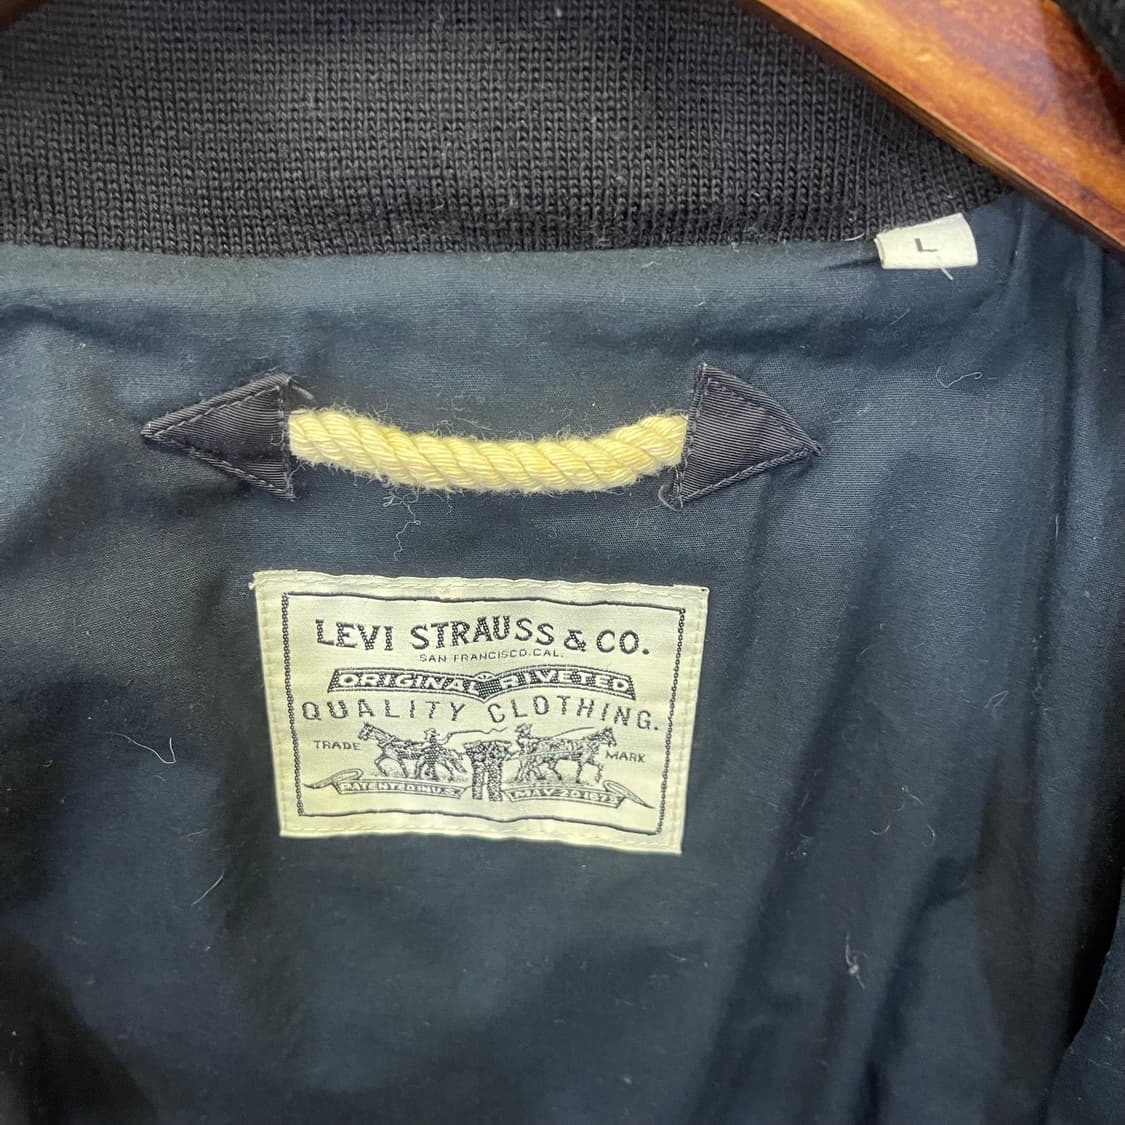 L
LEVI STRAUSS & CO.
SAN FRANCISCO, CAL.
ORIGINAL RIVETED
QUALITY CLOTHING.
TRADE MARK
PATENTED IN U.S. MAY 20 1873